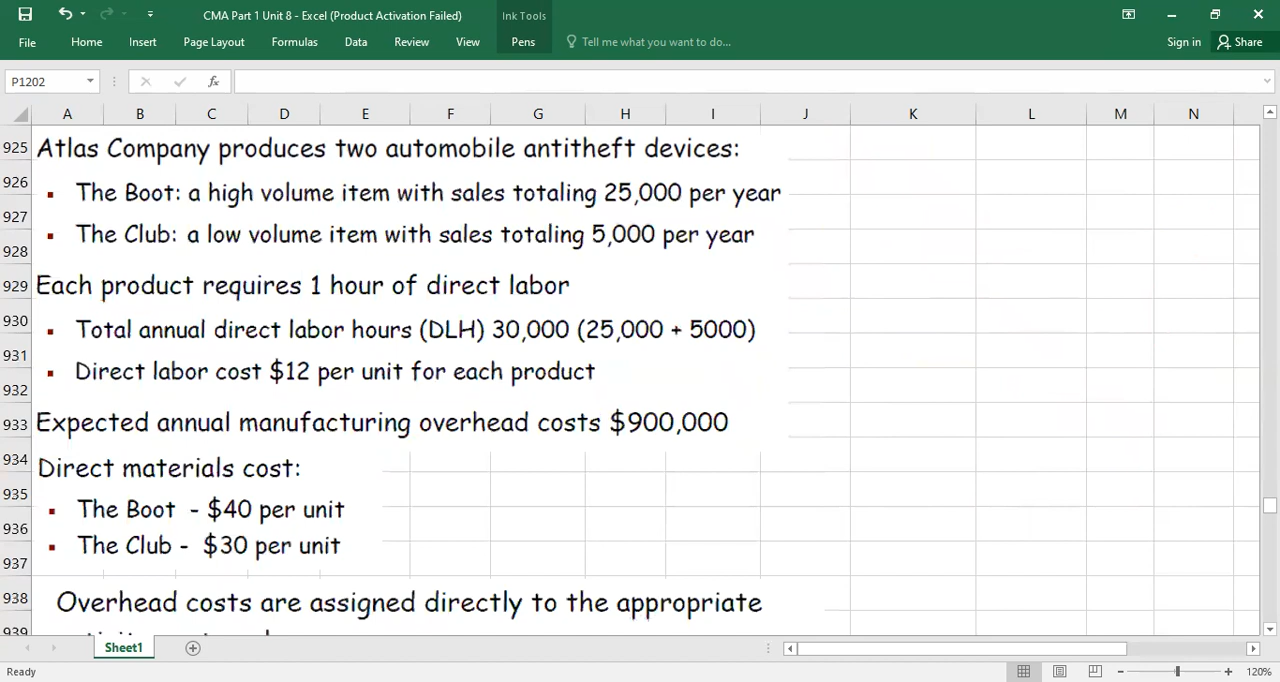 CMA Part 1 Unit 8 - Excel (Product Activation Failed)
Ink Tools
File Home Insert Page Layout Formulas Data Review View Pens Tell me what you want to do... Sign in Share
P1202 fx
A B C D E F G H I J K L M N
925 Atlas Company produces two automobile antitheft devices:
926 ▪ The Boot: a high volume item with sales totaling 25,000 per year
927
▪ The Club: a low volume item with sales totaling 5,000 per year
928
929 Each product requires 1 hour of direct labor
930 ▪ Total annual direct labor hours (DLH) 30,000 (25,000 + 5000)
931
▪ Direct labor cost $12 per unit for each product
932
933 Expected annual manufacturing overhead costs $900,000
934 Direct materials cost:
935
▪ The Boot - $40 per unit
936
▪ The Club - $30 per unit
937
938 Overhead costs are assigned directly to the appropriate
939
Sheet1
Ready 120%